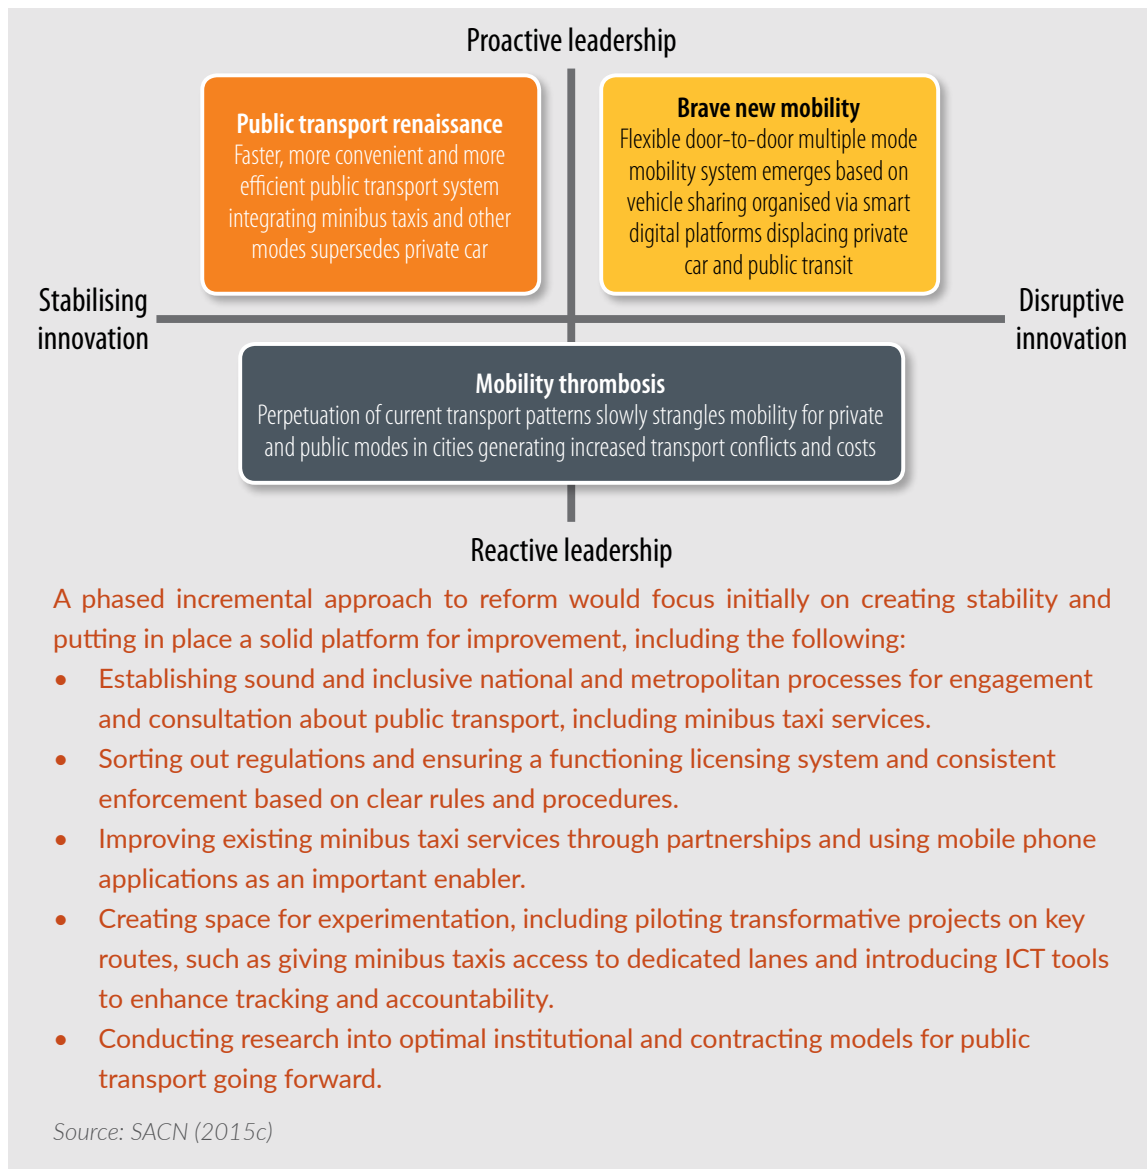 Proactive leadership
Public transport renaissance
Faster, more convenient and more
efficient public transport system
integrating minibus taxis and other
modes supersedes private car
Brave new mobility
Flexible door-to-door multiple mode
mobility system emerges based on
vehicle sharing organised via smart
digital platforms displacing private
car and public transit
Stabilising
innovation
Disruptive
innovation
Mobility thrombosis
Perpetuation of current transport patterns slowly strangles mobility for private
and public modes in cities generating increased transport conflicts and costs
Reactive leadership
A phased incremental approach to reform would focus initially on creating stability and
putting in place a solid platform for improvement, including the following:
• Establishing sound and inclusive national and metropolitan processes for engagement
and consultation about public transport, including minibus taxi services.
• Sorting out regulations and ensuring a functioning licensing system and consistent
enforcement based on clear rules and procedures.
• Improving existing minibus taxi services through partnerships and using mobile phone
applications as an important enabler.
• Creating space for experimentation, including piloting transformative projects on key
routes, such as giving minibus taxis access to dedicated lanes and introducing ICT tools
to enhance tracking and accountability.
• Conducting research into optimal institutional and contracting models for public
transport going forward.
Source: SACN (2015c)